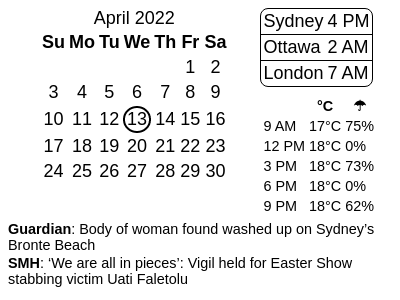 April 2022
Su Mo Tu We Th Fr Sa
1 2
3 4 5 6 7 8 9
10 11 12 13 14 15 16
17 18 19 20 21 22 23
24 25 26 27 28 29 30
Sydney 4 PM
Ottawa 2 AM
London 7 AM
°C ☂
9 AM 17°C 75%
12 PM 18°C 0%
3 PM 18°C 73%
6 PM 18°C 0%
9 PM 18°C 62%
Guardian: Body of woman found washed up on Sydney’s
Bronte Beach
SMH: ‘We are all in pieces’: Vigil held for Easter Show
stabbing victim Uati Faletolu